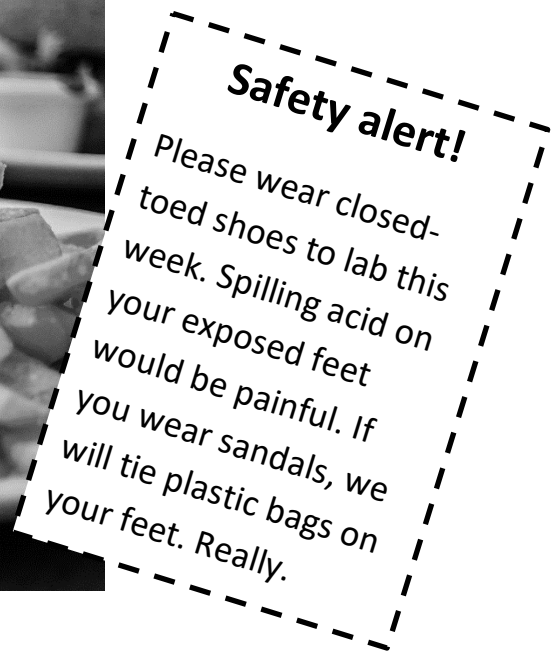 Safety alert!
Please wear closed-
toed shoes to lab this
week. Spilling acid on
your exposed feet
would be painful. If
you wear sandals, we
will tie plastic bags on
your feet. Really.